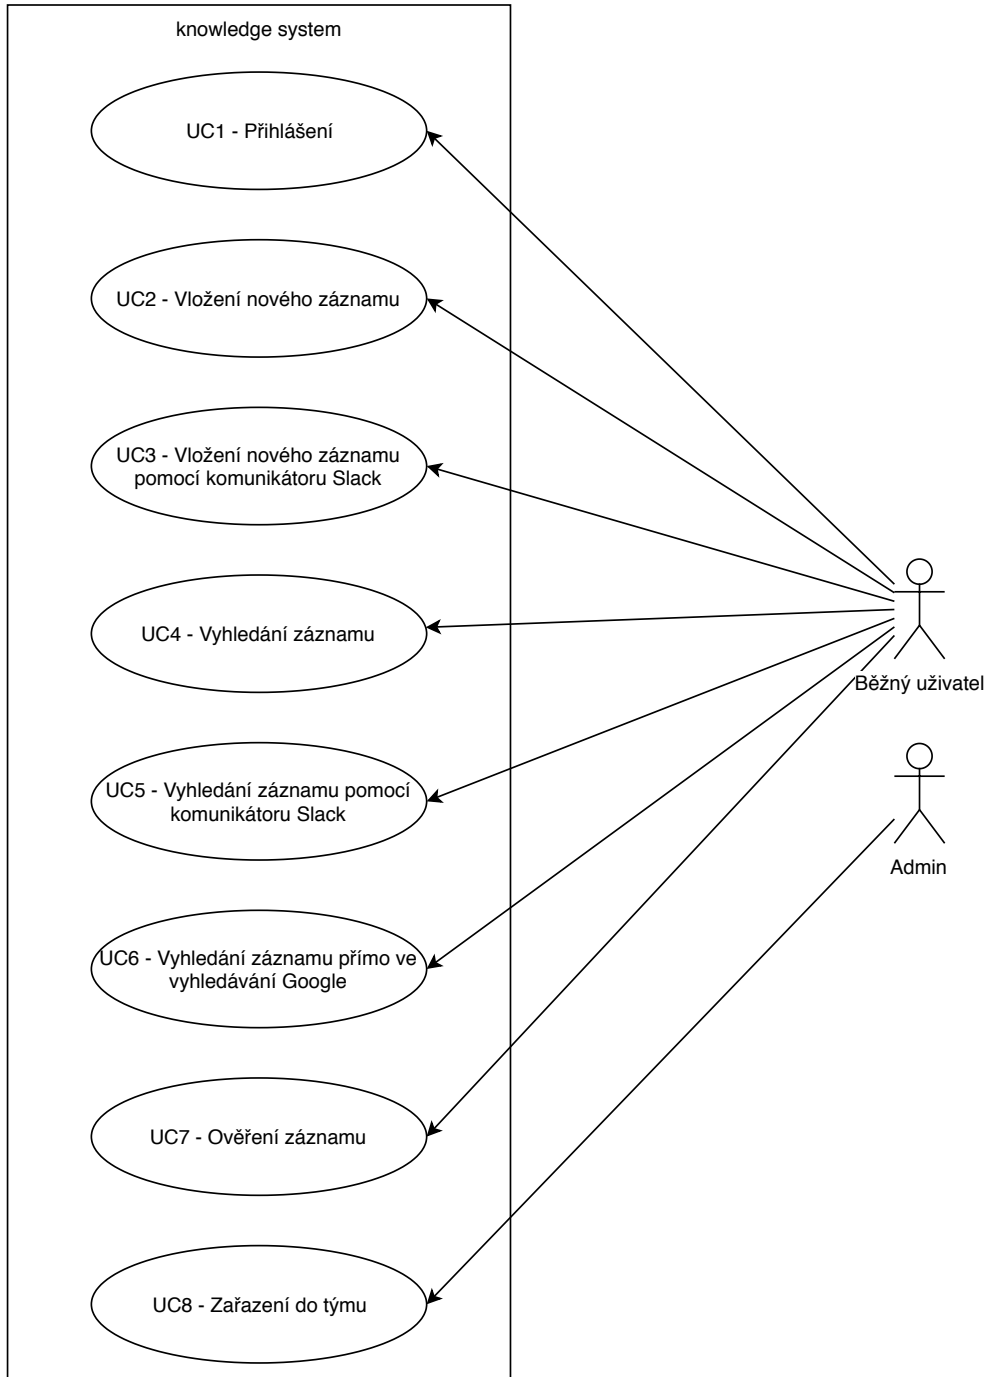 knowledge system
UC1 - Přihlášení
UC2 - Vložení nového záznamu
UC3 - Vložení nového záznamu
pomocí komunikátoru Slack
UC4 - Vyhledání záznamu
UC5 - Vyhledání záznamu pomocí
komunikátoru Slack
UC6 - Vyhledání záznamu přímo ve
vyhledávání Google
UC7 - Ověření záznamu
UC8 - Zařazení do týmu
Běžný uživatel
Admin